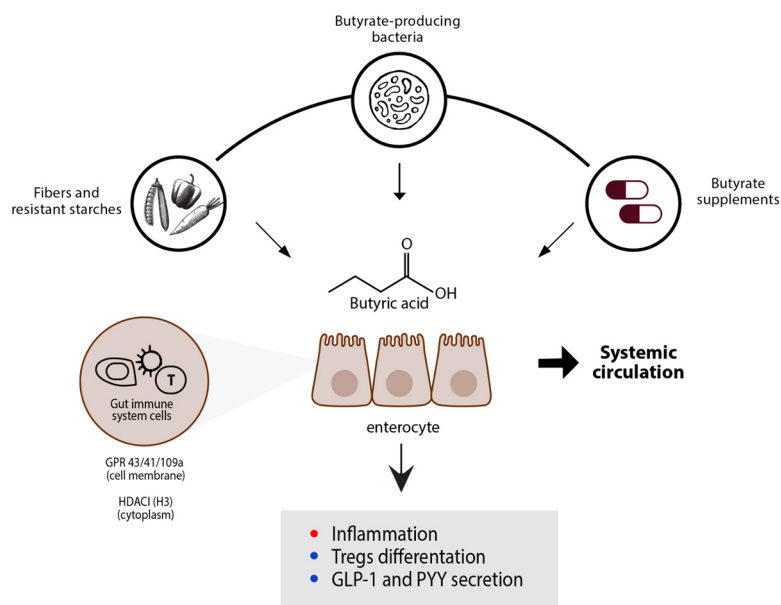 Butyrate-producing
bacteria
Fibers and
resistant starches
Butyrate
supplements
O
OH
Butyric acid
T
Gut immune
system cells
Systemic
circulation
enterocyte
GPR 43/41/109a
(cell membrane)
HDACI (H3)
(cytoplasm)
• Inflammation
• Tregs differentation
• GLP-1 and PYY secretion